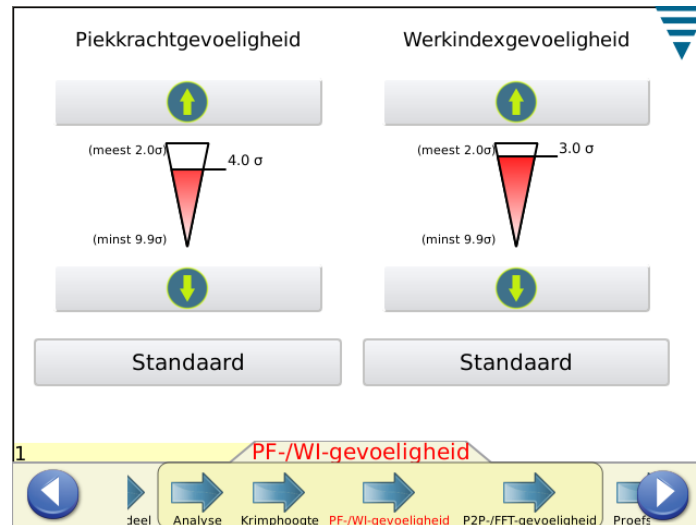 Piekkrachtgevoeligheid
Werkindexgevoeligheid
(meest 2.0σ)
4.0 σ
(minst 9.9σ)
(meest 2.0σ)
3.0 σ
(minst 9.9σ)
Standaard
Standaard
1
PF-/WI-gevoeligheid
deel
Analyse
Krimphoogte
PF-/WI-gevoeligheid
P2P-/FFT-gevoeligheid
Proefs